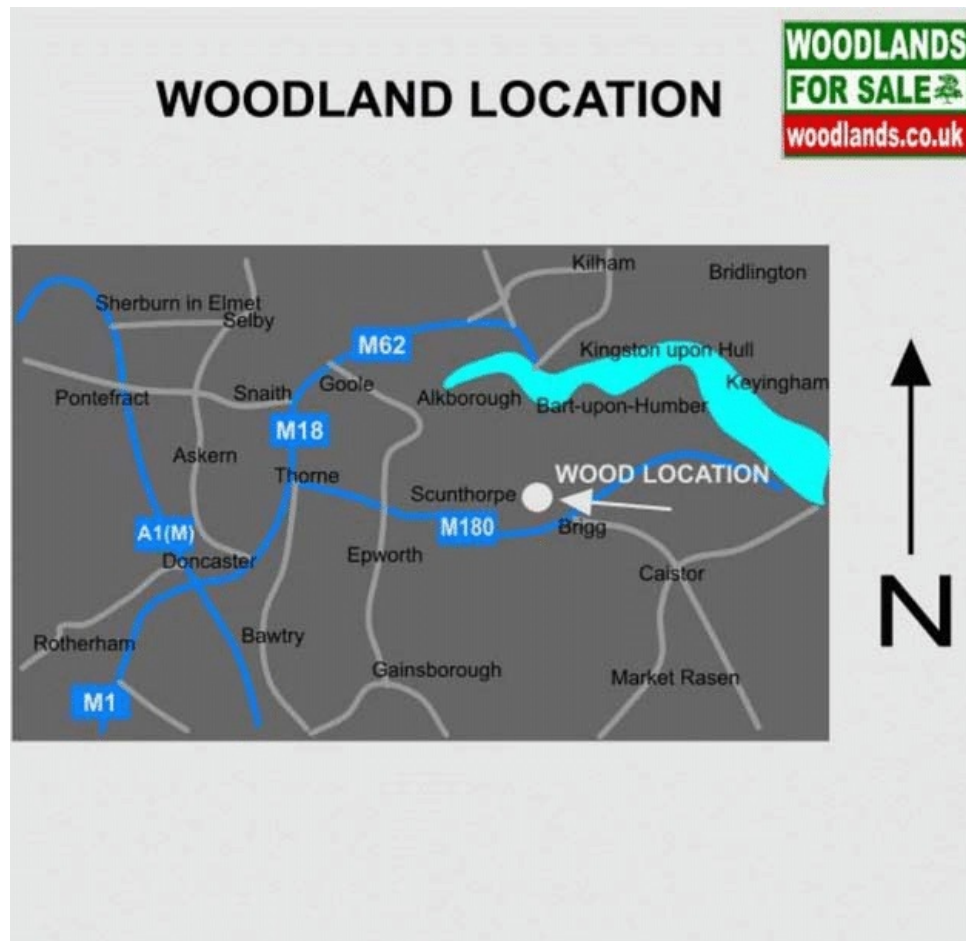 WOODLANDS
FOR SALE
woodlands.co.uk
WOODLAND LOCATION
Kilham
Bridlington
Sherburn in Elmet
Selby
M62
Kingston upon Hull
Goole
Keyingham
Snaith
Pontefract
Alkborough
Bart-upon-Humber
M18
Askern
Thorne
WOOD LOCATION
Scunthorpe
M180
Brigg
A1(M)
Epworth
Doncaster
Caistor
Rotherham
Bawtry
Gainsborough
Market Rasen
M1
N